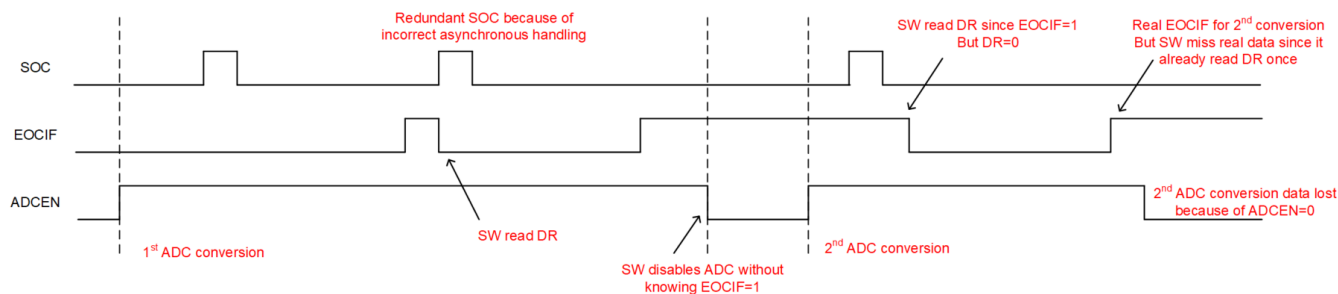 Redundant SOC because of
incorrect asynchronous handling
SW read DR since EOCIF=1
But DR=0
Real EOCIF for 2nd conversion
But SW miss real data since it
already read DR once
SOC
EOCIF
ADCEN
1st ADC conversion
SW read DR
SW disables ADC without
knowing EOCIF=1
2nd ADC conversion
2nd ADC conversion data lost
because of ADCEN=0